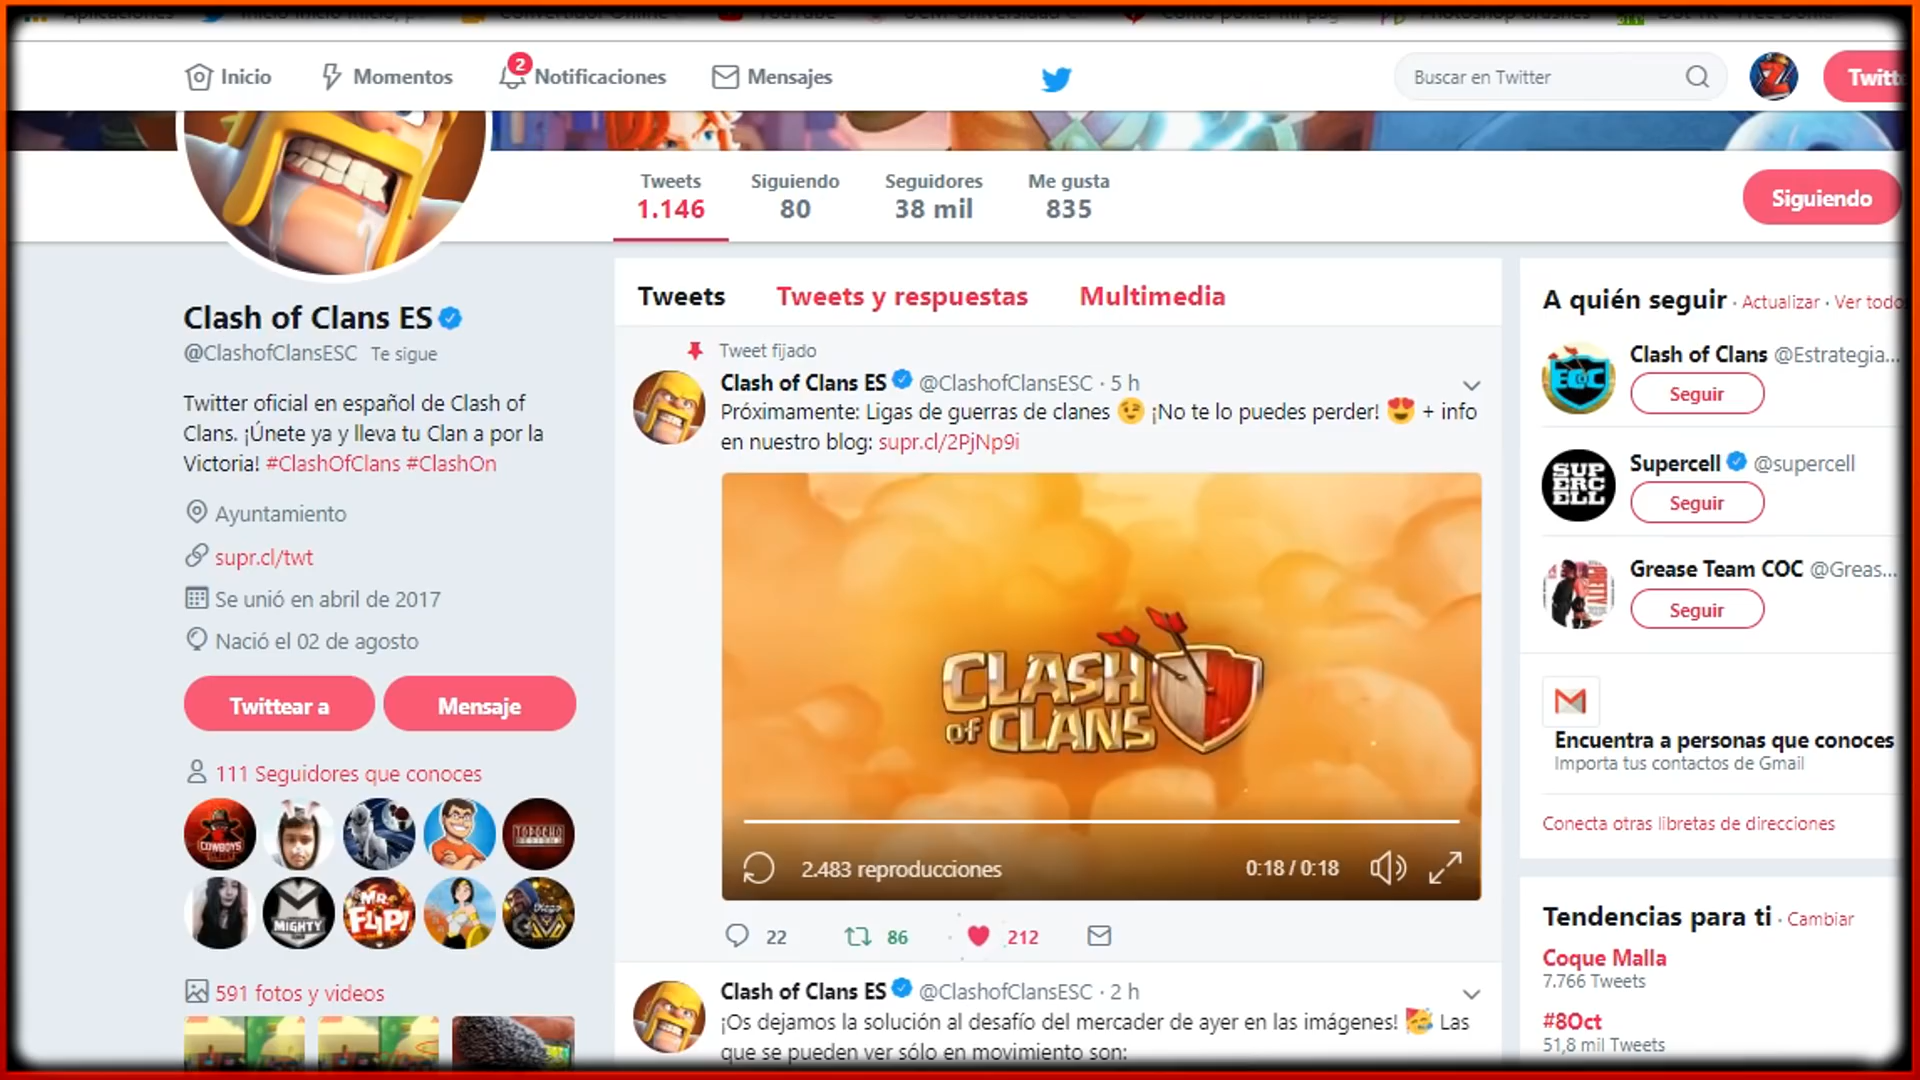 Inicio
Momentos
2
Notificaciones
Mensajes
Buscar en Twitter
Tweets
1.146
Siguiendo
80
Seguidores
38 mil
Me gusta
835
Siguiendo
Clash of Clans ES
@ClashofClansESC Te sigue
Twitter oficial en español de Clash of
Clans. ¡Únete ya y lleva tu Clan a por la
Victoria! #ClashOfClans #ClashOn
Ayuntamiento
supr.cl/twt
Se unió en abril de 2017
Nació el 02 de agosto
Twittear a
Mensaje
111 Seguidores que conoces
COWBOYS
MIGHTY
MR.
FLIP!
591 fotos y videos
Tweets
Tweets y respuestas
Multimedia
Tweet fijado
Clash of Clans ES @ClashofClansESC · 5 h
Próximamente: Ligas de guerras de clanes 😉 ¡No te lo puedes perder! 😍 + info
en nuestro blog: supr.cl/2PjNp9i
CLASH
of CLANS
2.483 reproducciones
0:18 / 0:18
22
86
212
Clash of Clans ES @ClashofClansESC · 2 h
¡Os dejamos la solución al desafío del mercader de ayer en las imágenes! 🥳 Las
que se pueden ver sólo en movimiento son:
A quién seguir · Actualizar · Ver todo
EOC
Clash of Clans @Estrategia...
Seguir
SUP
ERC
ELL
Supercell @supercell
Seguir
Grease Team COC @Greas...
Seguir
Encuentra a personas que conoces
Importa tus contactos de Gmail
Conecta otras libretas de direcciones
Tendencias para ti · Cambiar
Coque Malla
7.766 Tweets
#8Oct
51,8 mil Tweets